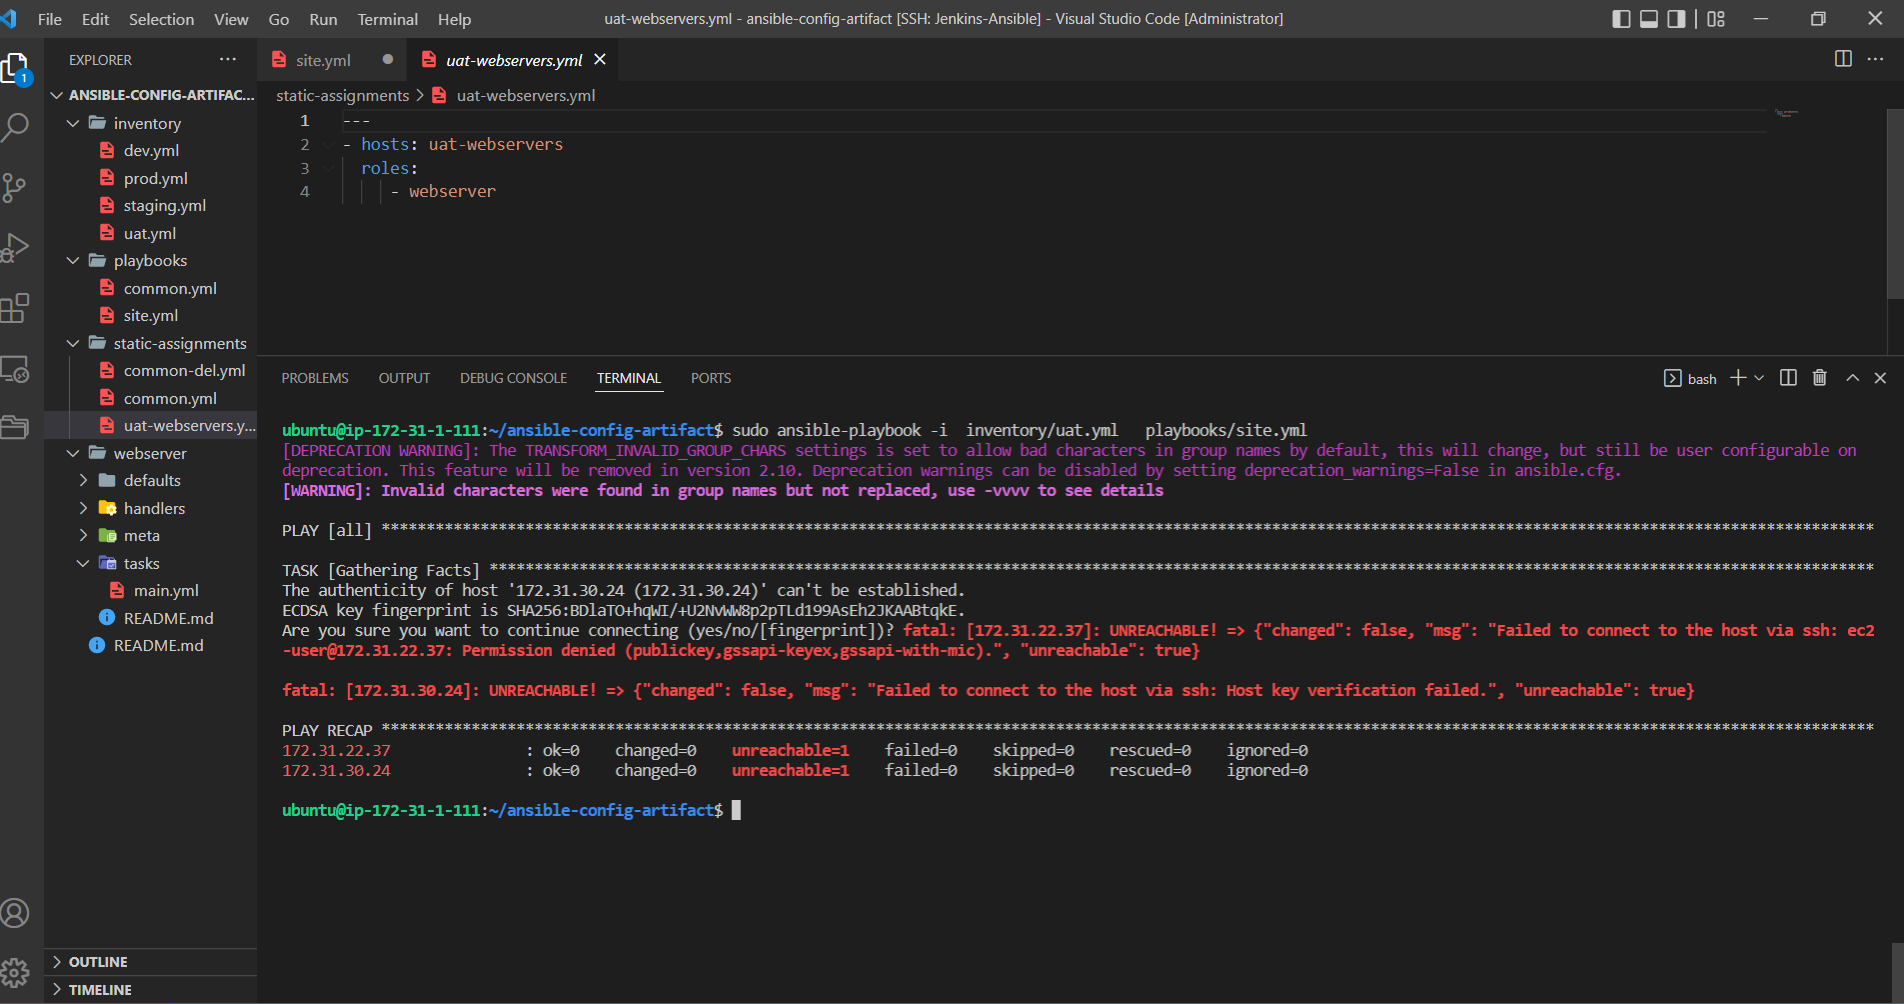 File Edit Selection View Go Run Terminal Help
uat-webservers.yml - ansible-config-artifact [SSH: Jenkins-Ansible] - Visual Studio Code [Administrator]
1
EXPLORER
ANSIBLE-CONFIG-ARTIFAC...
inventory
dev.yml
prod.yml
staging.yml
uat.yml
playbooks
common.yml
site.yml
static-assignments
common-del.yml
common.yml
uat-webservers.y...
webserver
defaults
handlers
meta
tasks
main.yml
README.md
README.md
OUTLINE
TIMELINE
site.yml
uat-webservers.yml
static-assignments > uat-webservers.yml
1 ---
2 - hosts: uat-webservers
3 roles:
4 - webserver
PROBLEMS OUTPUT DEBUG CONSOLE TERMINAL PORTS
bash
ubuntu@ip-172-31-1-111:~/ansible-config-artifact$ sudo ansible-playbook -i  inventory/uat.yml   playbooks/site.yml
[DEPRECATION WARNING]: The TRANSFORM_INVALID_GROUP_CHARS settings is set to allow bad characters in group names by default, this will change, but still be user configurable on
deprecation. This feature will be removed in version 2.10. Deprecation warnings can be disabled by setting deprecation_warnings=False in ansible.cfg.
[WARNING]: Invalid characters were found in group names but not replaced, use -vvvv to see details
PLAY [all] **********************************************************************************************************************************************************************
TASK [Gathering Facts] **********************************************************************************************************************************************************
The authenticity of host '172.31.30.24 (172.31.30.24)' can't be established.
ECDSA key fingerprint is SHA256:BDlaTO+hqWI/+U2NvWW8p2pTLd199AsEh2JKAABtqkE.
Are you sure you want to continue connecting (yes/no/[fingerprint])? fatal: [172.31.22.37]: UNREACHABLE! => {"changed": false, "msg": "Failed to connect to the host via ssh: ec2
-user@172.31.22.37: Permission denied (publickey,gssapi-keyex,gssapi-with-mic).", "unreachable": true}
fatal: [172.31.30.24]: UNREACHABLE! => {"changed": false, "msg": "Failed to connect to the host via ssh: Host key verification failed.", "unreachable": true}
PLAY RECAP **********************************************************************************************************************************************************************
172.31.22.37               : ok=0    changed=0    unreachable=1    failed=0    skipped=0    rescued=0    ignored=0
172.31.30.24               : ok=0    changed=0    unreachable=1    failed=0    skipped=0    rescued=0    ignored=0
ubuntu@ip-172-31-1-111:~/ansible-config-artifact$